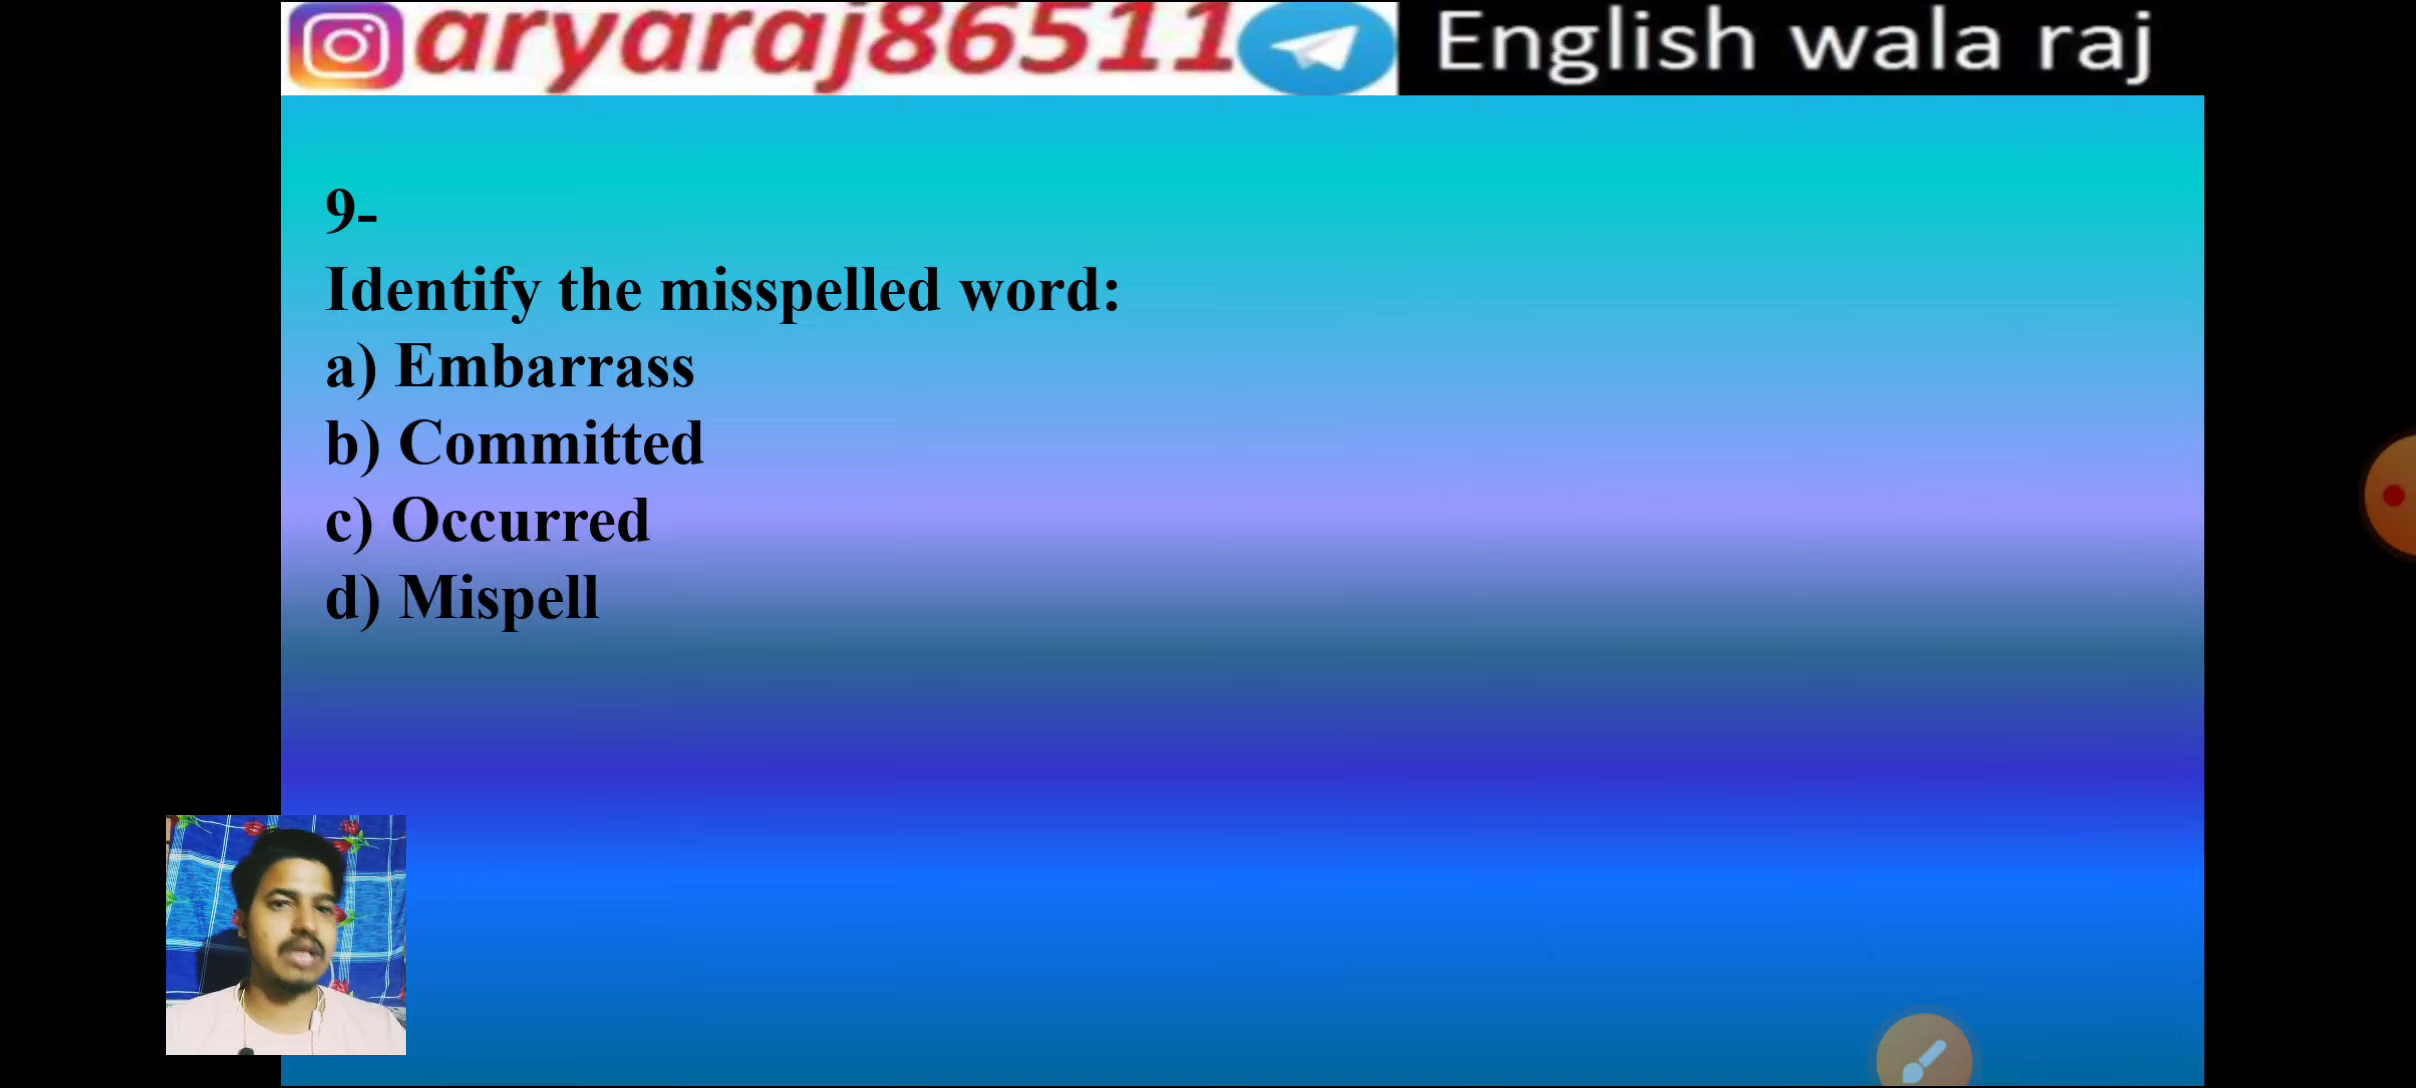 aryaraj86511 English wala raj
9-
Identify the misspelled word:
a) Embarrass
b) Committed
c) Occurred
d) Mispell